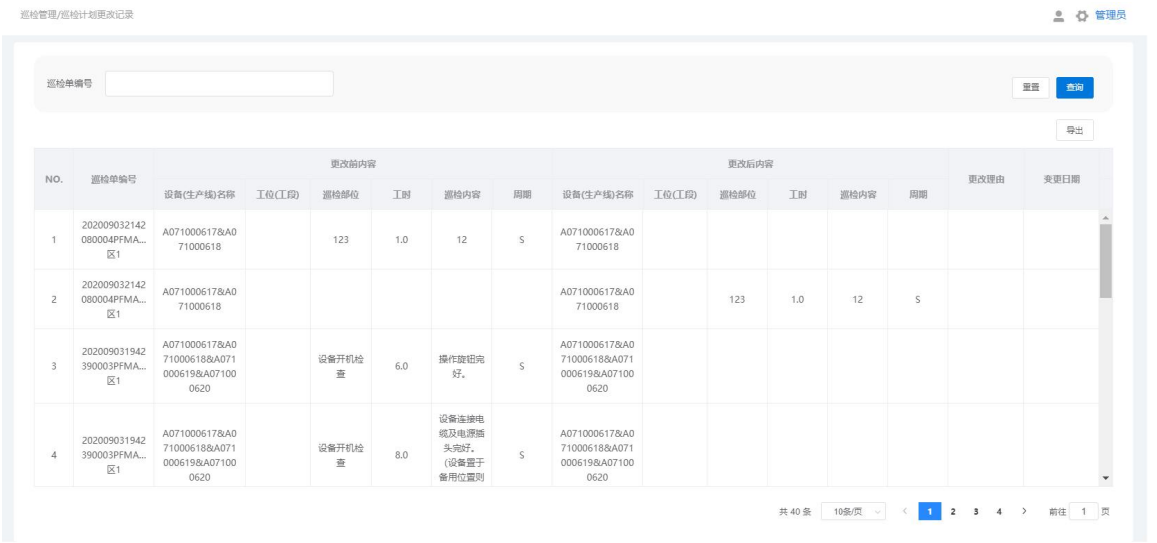 巡检管理/巡检计划更改记录
管理员
巡检单编号
重置
查询
导出
NO.
巡检单编号
更改前内容
更改后内容
更改理由
变更日期
设备(生产线)名称
工位(工段)
巡检部位
工时
巡检内容
周期
设备(生产线)名称
工位(工段)
巡检部位
工时
巡检内容
周期
1
202009032142
080004PFMA...
区1
A071000617&A0
71000618
123
1.0
12
S
A071000617&A0
71000618
2
202009032142
080004PFMA...
区1
A071000617&A0
71000618
A071000617&A0
71000618
123
1.0
12
S
3
202009031942
390003PFMA...
区1
A071000617&A0
71000618&A071
000619&A07100
0620
设备开机检
查
6.0
操作旋钮完
好。
S
A071000617&A0
71000618&A071
000619&A07100
0620
4
202009031942
390003PFMA...
区1
A071000617&A0
71000618&A071
000619&A07100
0620
设备开机检
查
8.0
设备连接电
缆及电源插
头完好。
(设备置于
备用位置则
S
A071000617&A0
71000618&A071
000619&A07100
0620
共 40 条
10条/页
1
2
3
4
前往
1
页